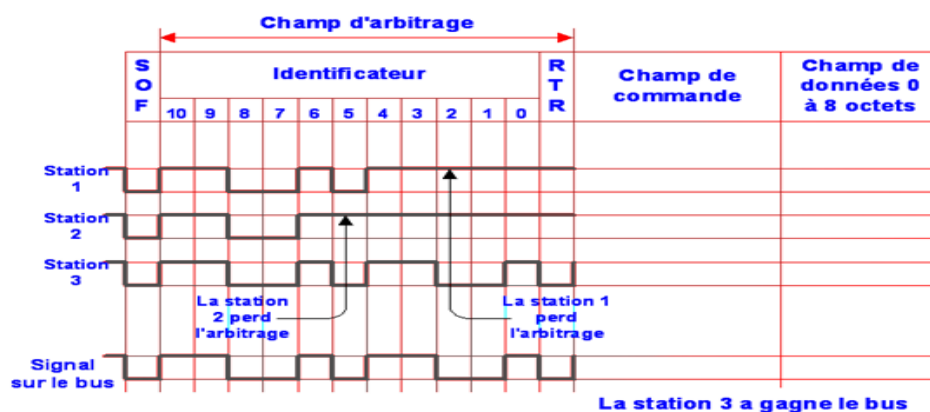 Champ d'arbitrage
S
O
F
Identificateur
R
T
R
Champ de
commande
Champ de
données 0
à 8 octets
10 9 8 7 6 5 4 3 2 1 0
Station
1
Station
2
Station
3
La station
2 perd
l'arbitrage
La station 1
perd
l'arbitrage
Signal
sur le bus
La station 3 a gagne le bus